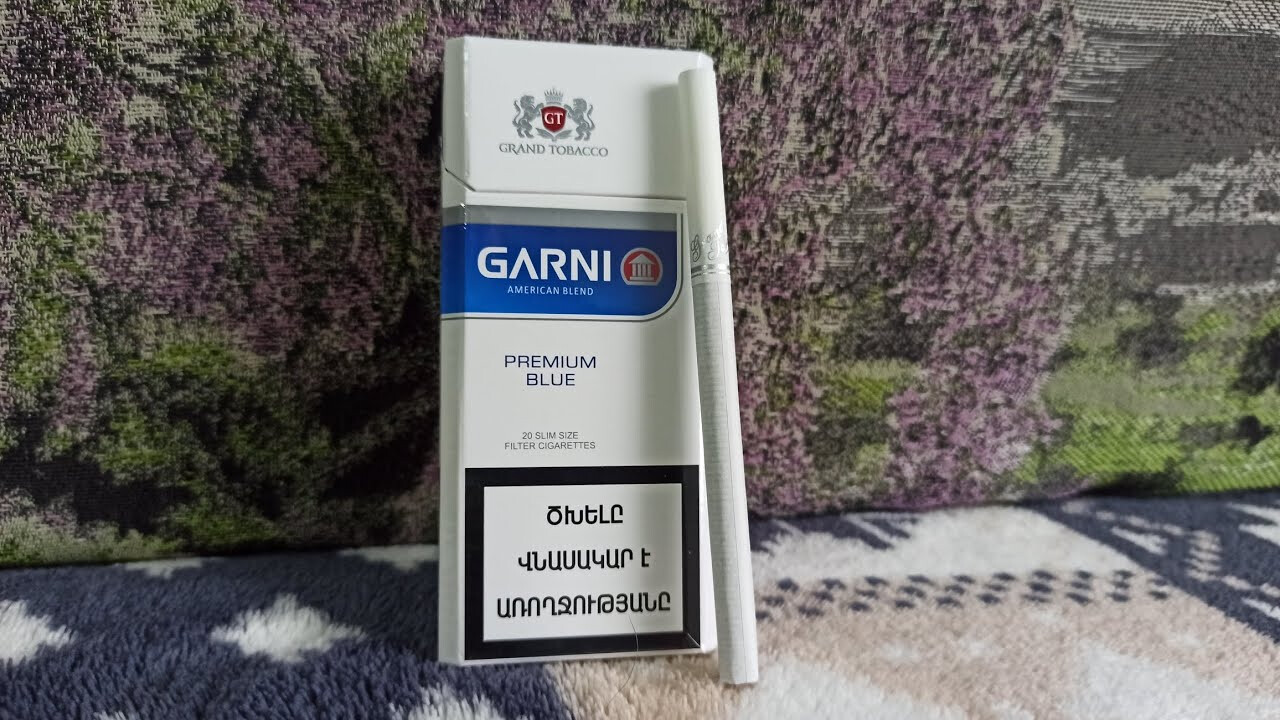 GT
GRAND TOBACCO
GARNI
AMERICAN BLEND
PREMIUM
BLUE
20 SLIM SIZE
FILTER CIGARETTES
ԾԽԵԼԸ
ՎՆԱՍԱԿԱՐ Է
ԱՌՈՂՋՈՒԹՅԱՆԸ